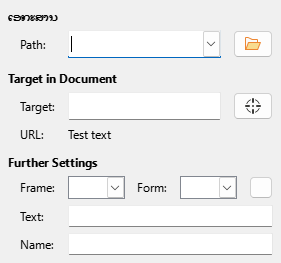 ເອກະສານ
Path:
Target in Document
Target:
URL: Test text
Further Settings
Frame: Form:
Text:
Name: